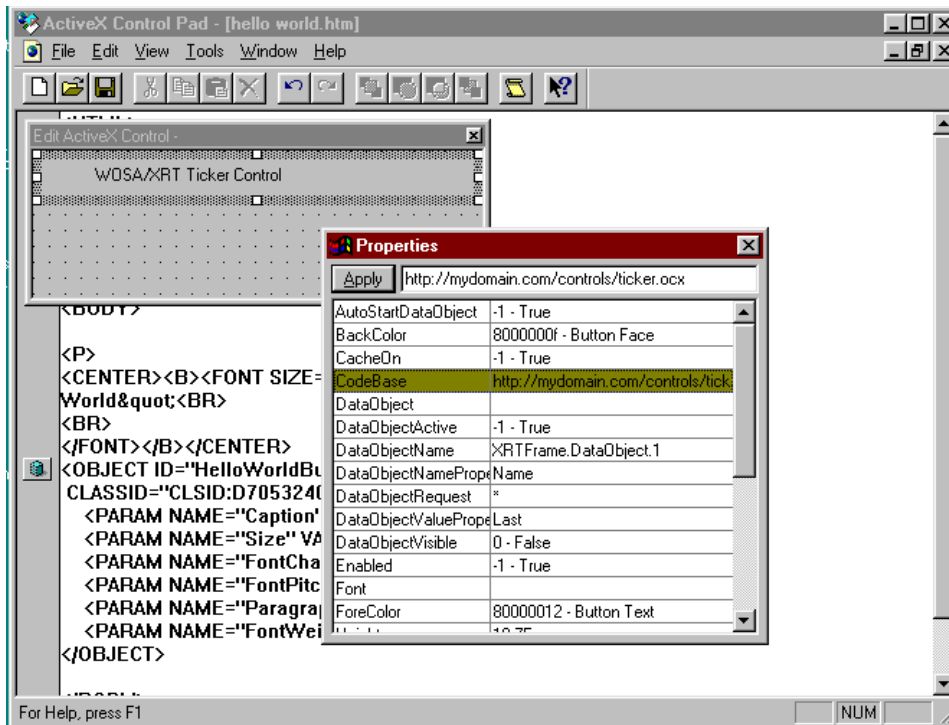 ActiveX Control Pad - [hello world.htm]
File Edit View Tools Window Help
Edit ActiveX Control -
WOSA/XRT Ticker Control
Properties
Apply http://mydomain.com/controls/ticker.ocx
AutoStartDataObject -1 - True
BackColor 8000000f - Button Face
CacheOn -1 - True
CodeBase http://mydomain.com/controls/tick
DataObject
DataObjectActive -1 - True
DataObjectName XRTFrame.DataObject.1
DataObjectNamePrope Name
DataObjectRequest *
DataObjectValuePrope Last
DataObjectVisible 0 - False
Enabled -1 - True
Font
ForeColor 80000012 - Button Text
<BODY>
<P>
<CENTER><B><FONT SIZE=
World&quot;<BR>
<BR>
</FONT></B></CENTER>
<OBJECT ID="HelloWorldBu
CLASSID="CLSID:D7053240
<PARAM NAME="Caption"
<PARAM NAME="Size" VA
<PARAM NAME="FontCha
<PARAM NAME="FontPitc
<PARAM NAME="Paragrap
<PARAM NAME="FontWei
</OBJECT>
For Help, press F1
NUM